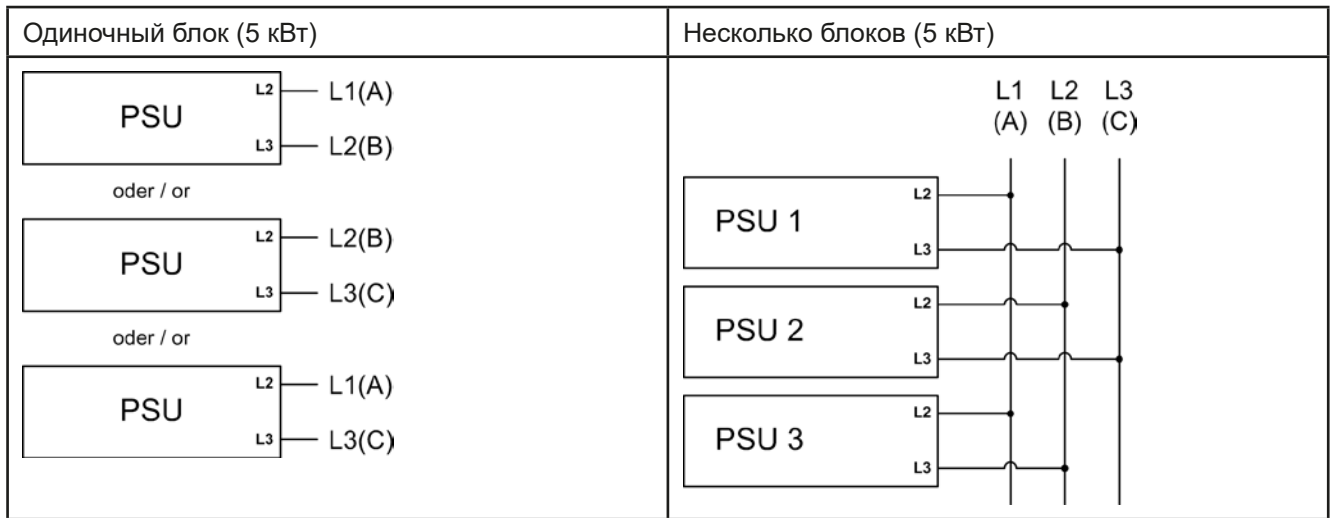 Одиночный блок (5 кВт)
PSU
L2
L1(A)
L3
L2(B)
oder / or
PSU
L2
L2(B)
L3
L3(C)
oder / or
PSU
L2
L1(A)
L3
L3(C)
Несколько блоков (5 кВт)
L1 L2 L3
(A) (B) (C)
PSU 1
L2
L3
PSU 2
L2
L3
PSU 3
L2
L3